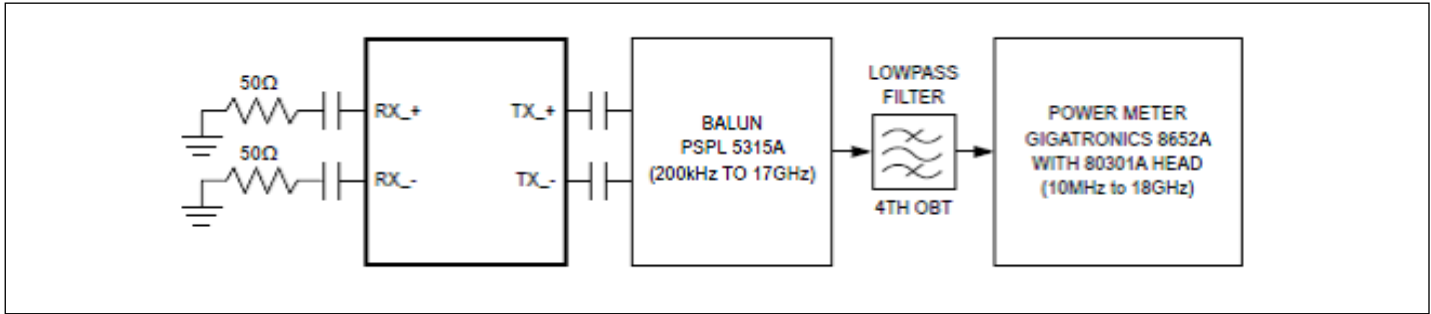 50Ω
50Ω
RX_+
RX_-
TX_+
TX_-
BALUN
PSPL 5315A
(200kHz TO 17GHz)
LOWPASS
FILTER
4TH OBT
POWER METER
GIGATRONICS 8652A
WITH 80301A HEAD
(10MHz to 18GHz)